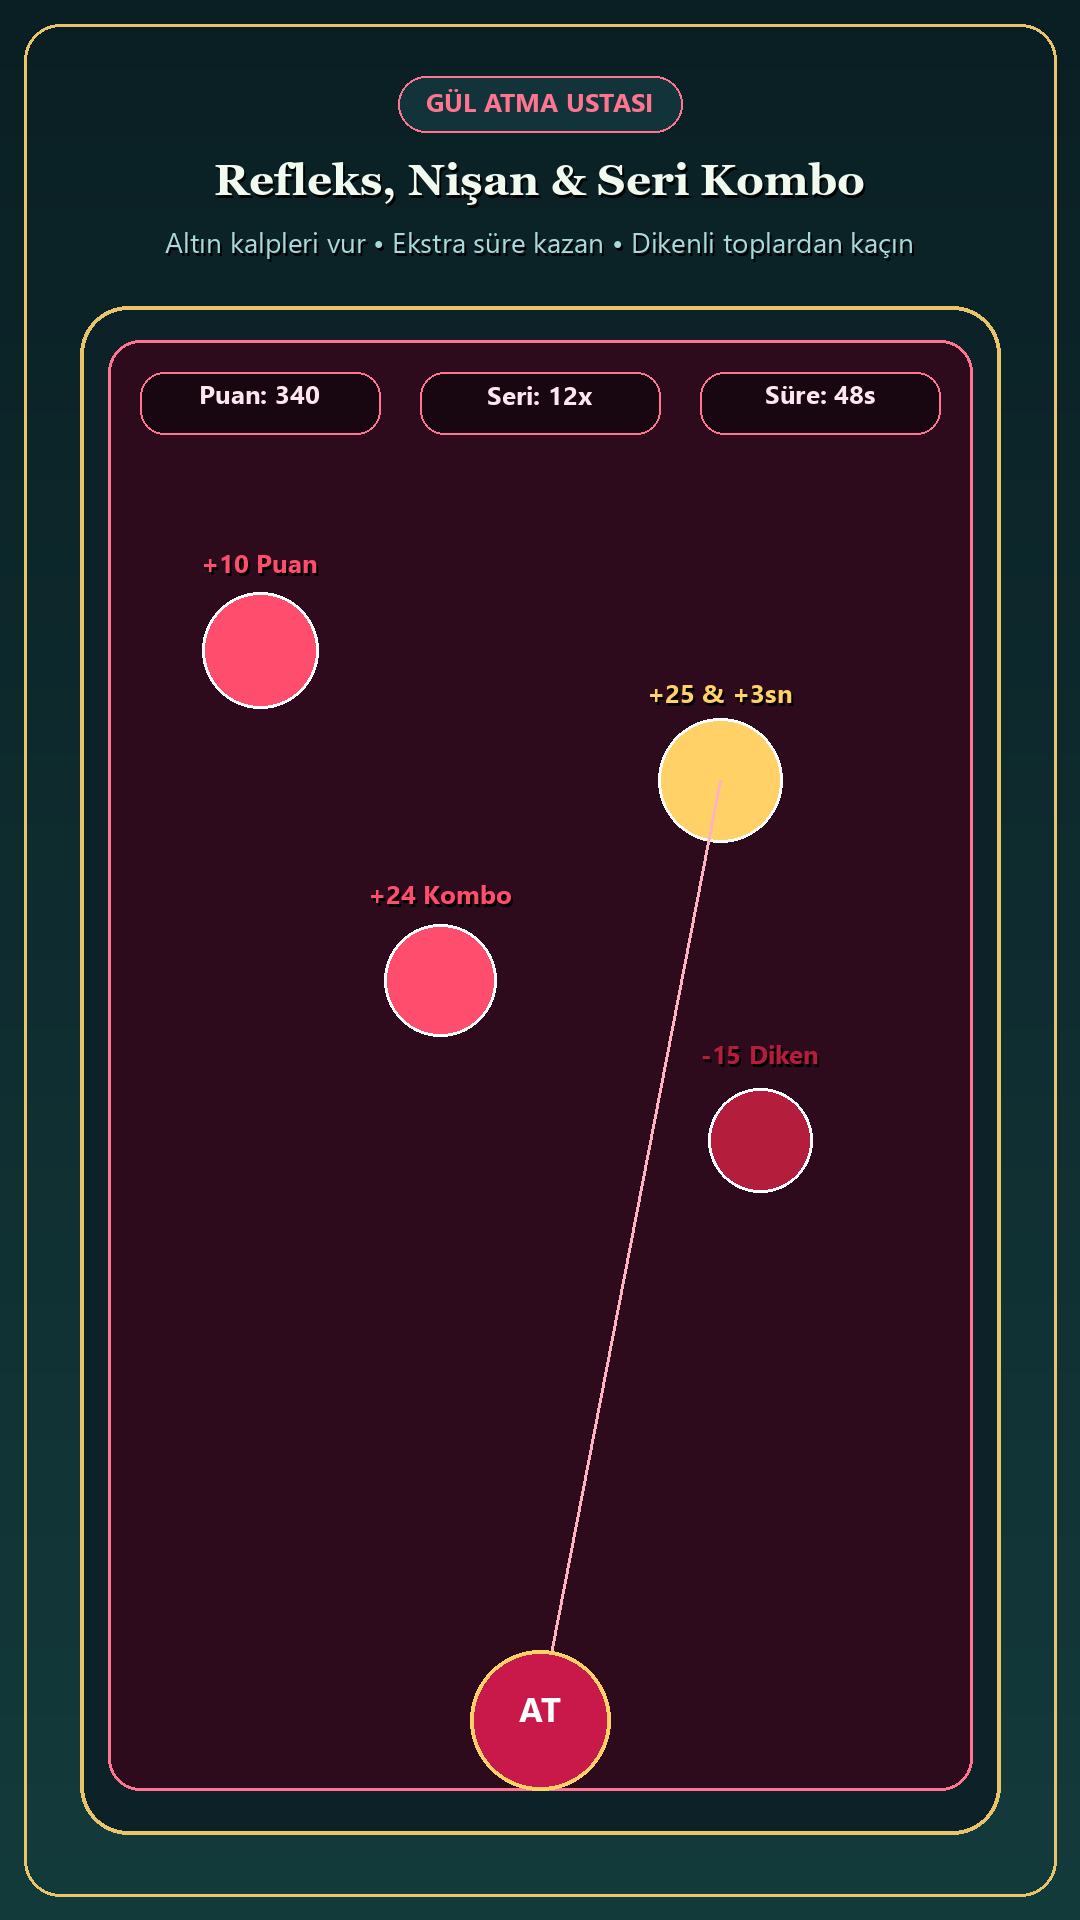 GÜL ATMA USTASI
Refleks, Nişan & Seri Kombo
Altın kalpleri vur • Ekstra süre kazan • Dikenli toplardan kaçın
Puan: 340
Seri: 12x
Süre: 48s
+10 Puan
+25 & +3sn
+24 Kombo
-15 Diken
AT